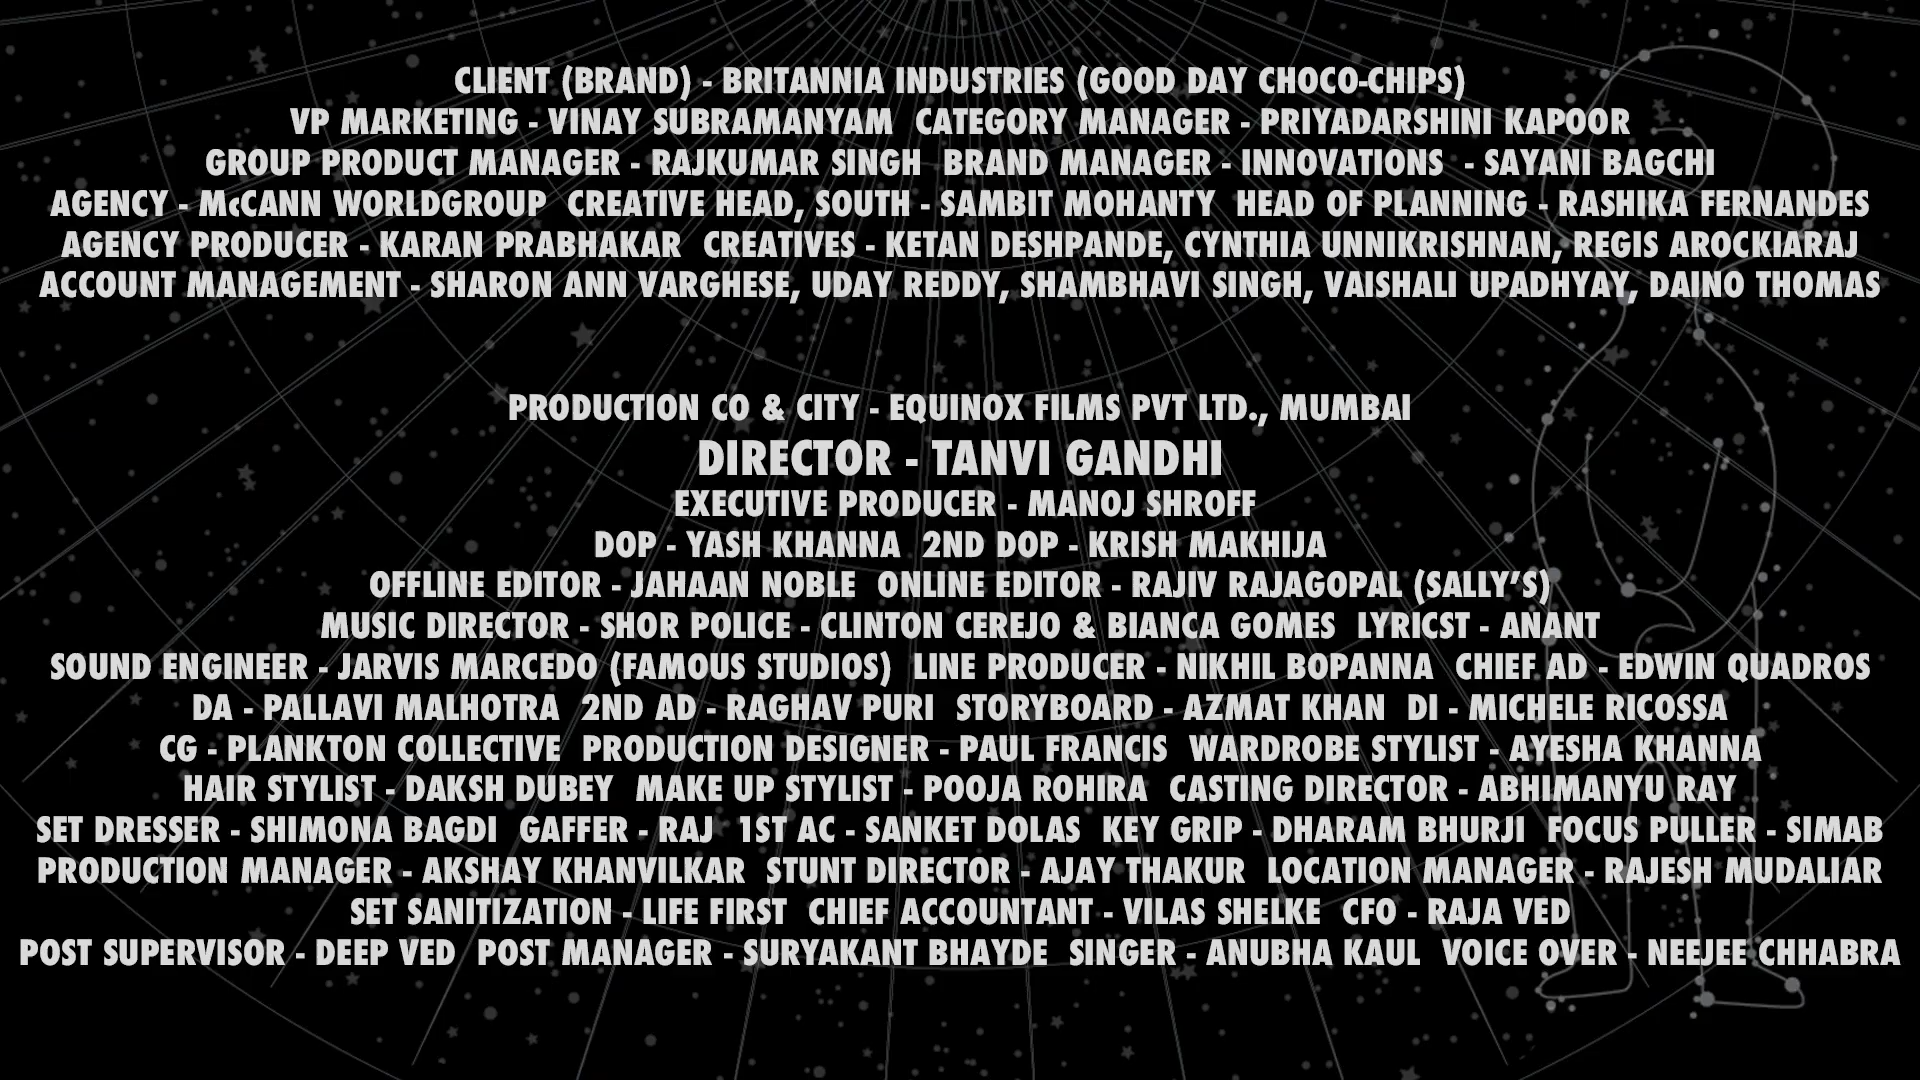 CLIENT (BRAND) - BRITANNIA INDUSTRIES (GOOD DAY CHOCO-CHIPS)
VP MARKETING - VINAY SUBRAMANYAM CATEGORY MANAGER - PRIYADARSHINI KAPOOR
GROUP PRODUCT MANAGER - RAJKUMAR SINGH BRAND MANAGER - INNOVATIONS - SAYANI BAGCHI
AGENCY - McCANN WORLDGROUP CREATIVE HEAD, SOUTH - SAMBIT MOHANTY HEAD OF PLANNING - RASHIKA FERNANDES
AGENCY PRODUCER - KARAN PRABHAKAR CREATIVES - KETAN DESHPANDE, CYNTHIA UNNIKRISHNAN, REGIS AROCKIARAJ
ACCOUNT MANAGEMENT - SHARON ANN VARGHESE, UDAY REDDY, SHAMBHAVI SINGH, VAISHALI UPADHYAY, DAINO THOMAS
PRODUCTION CO & CITY - EQUINOX FILMS PVT LTD., MUMBAI
DIRECTOR - TANVI GANDHI
EXECUTIVE PRODUCER - MANOJ SHROFF
DOP - YASH KHANNA 2ND DOP - KRISH MAKHIJA
OFFLINE EDITOR - JAHAAN NOBLE ONLINE EDITOR - RAJIV RAJAGOPAL (SALLY'S)
MUSIC DIRECTOR - SHOR POLICE - CLINTON CEREJO & BIANCA GOMES LYRICST - ANANT
SOUND ENGINEER - JARVIS MARCEDO (FAMOUS STUDIOS) LINE PRODUCER - NIKHIL BOPANNA CHIEF AD - EDWIN QUADROS
DA - PALLAVI MALHOTRA 2ND AD - RAGHAV PURI STORYBOARD - AZMAT KHAN DI - MICHELE RICOSSA
CG - PLANKTON COLLECTIVE PRODUCTION DESIGNER - PAUL FRANCIS WARDROBE STYLIST - AYESHA KHANNA
HAIR STYLIST - DAKSH DUBEY MAKE UP STYLIST - POOJA ROHIRA CASTING DIRECTOR - ABHIMANYU RAY
SET DRESSER - SHIMONA BAGDI GAFFER - RAJ 1ST AC - SANKET DOLAS KEY GRIP - DHARAM BHURJI FOCUS PULLER - SIMAB
PRODUCTION MANAGER - AKSHAY KHANVILKAR STUNT DIRECTOR - AJAY THAKUR LOCATION MANAGER - RAJESH MUDALIAR
SET SANITIZATION - LIFE FIRST CHIEF ACCOUNTANT - VILAS SHELKE CFO - RAJA VED
POST SUPERVISOR - DEEP VED POST MANAGER - SURYAKANT BHAYDE SINGER - ANUBHA KAUL VOICE OVER - NEEJEE CHHABRA